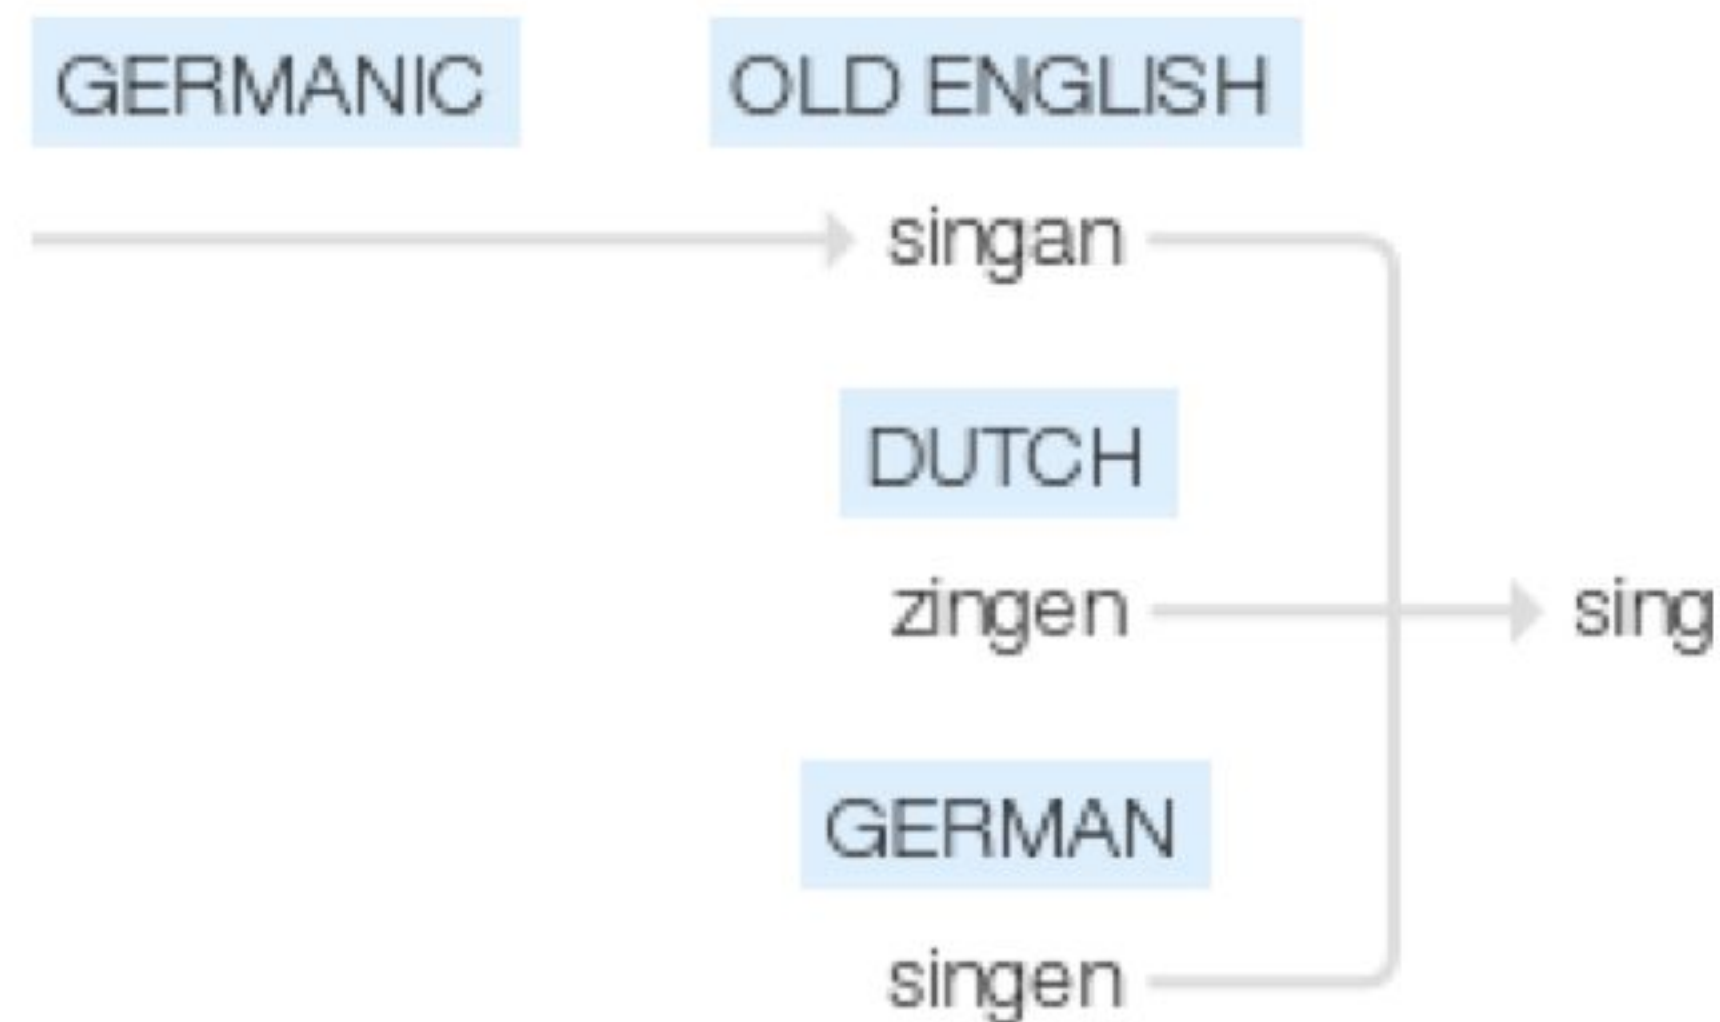 GERMANIC OLD ENGLISH
singan
DUTCH
zingen sing
GERMAN
singen